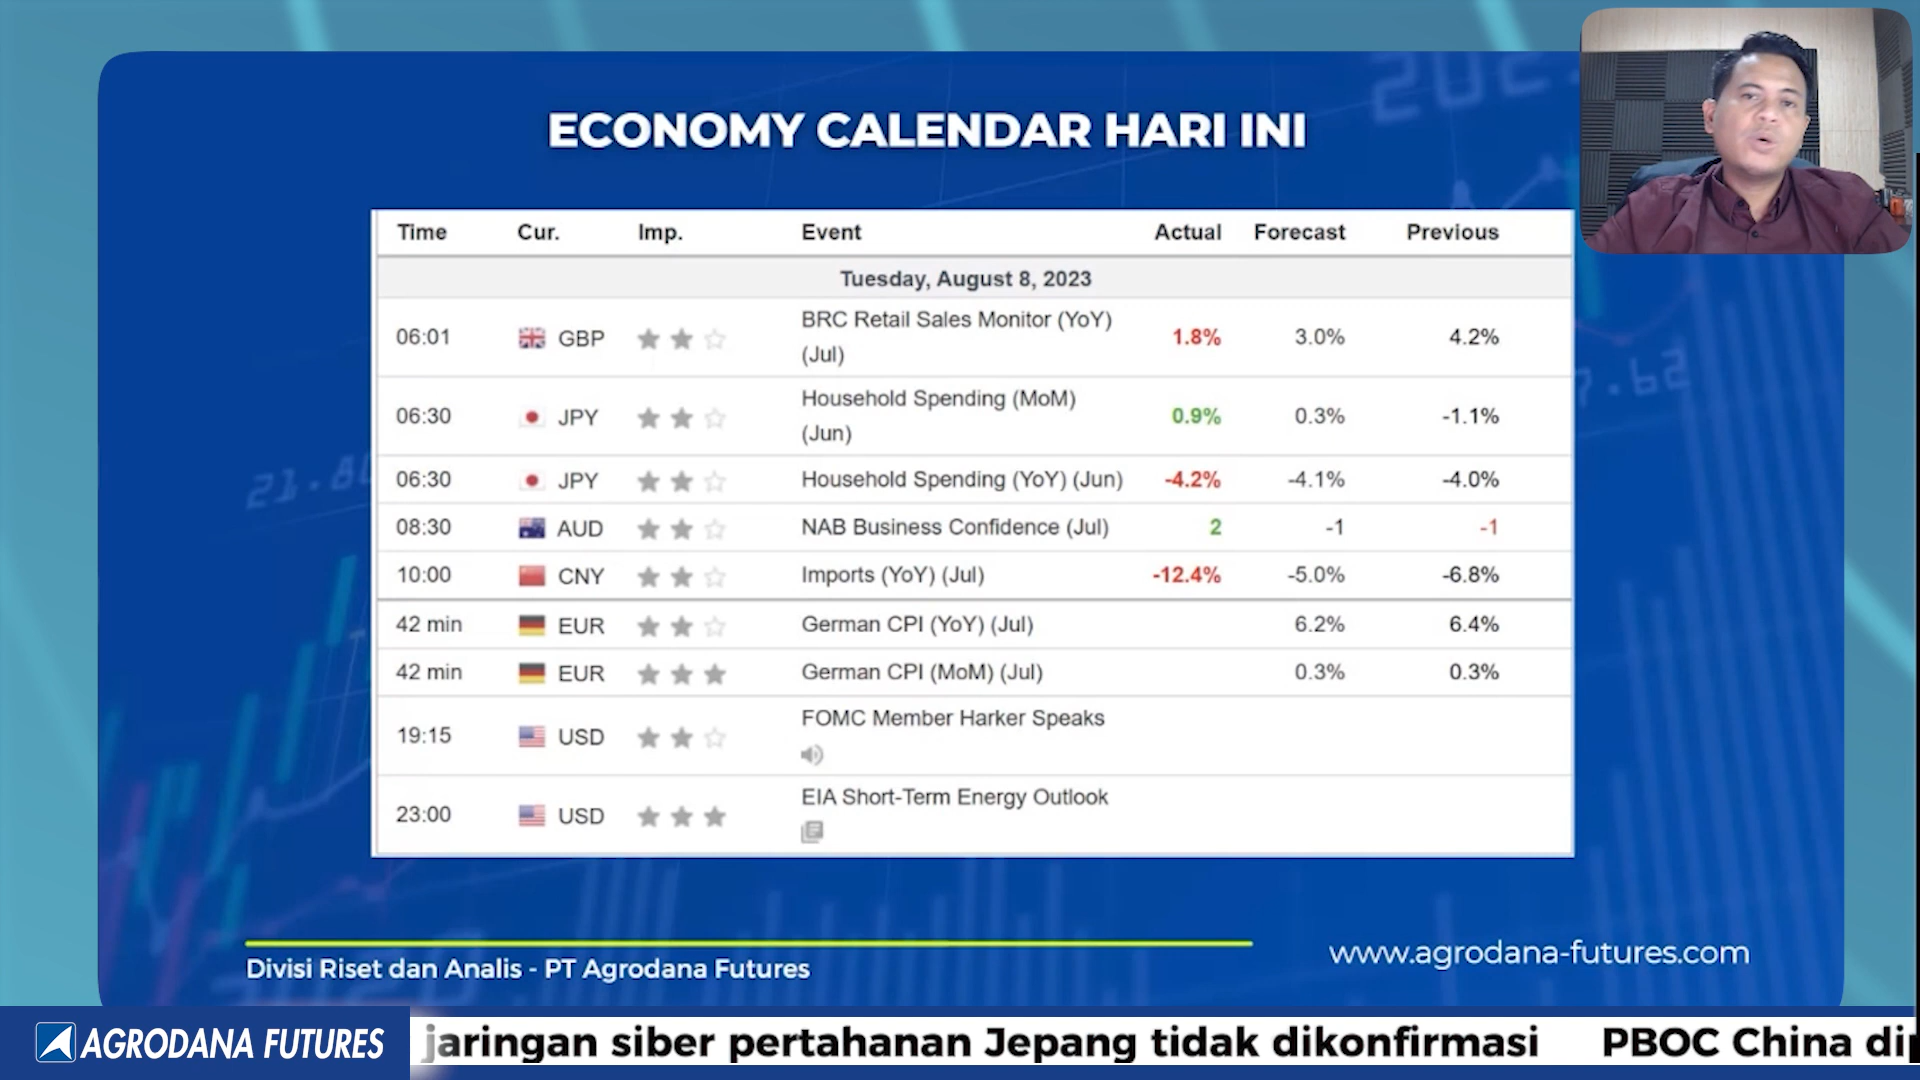 ECONOMY CALENDAR HARI INI
Time Cur. Imp. Event Actual Forecast Previous
Tuesday, August 8, 2023
06:01 GBP BRC Retail Sales Monitor (YoY) (Jul) 1.8% 3.0% 4.2%
06:30 JPY Household Spending (MoM) (Jun) 0.9% 0.3% -1.1%
06:30 JPY Household Spending (YoY) (Jun) -4.2% -4.1% -4.0%
08:30 AUD NAB Business Confidence (Jul) 2 -1 -1
10:00 CNY Imports (YoY) (Jul) -12.4% -5.0% -6.8%
42 min EUR German CPI (YoY) (Jul) 6.2% 6.4%
42 min EUR German CPI (MoM) (Jul) 0.3% 0.3%
19:15 USD FOMC Member Harker Speaks
23:00 USD EIA Short-Term Energy Outlook
Divisi Riset dan Analis - PT Agrodana Futures
www.agrodana-futures.com
AGRODANA FUTURES
jaringan siber pertahanan Jepang tidak dikonfirmasi PBOC China